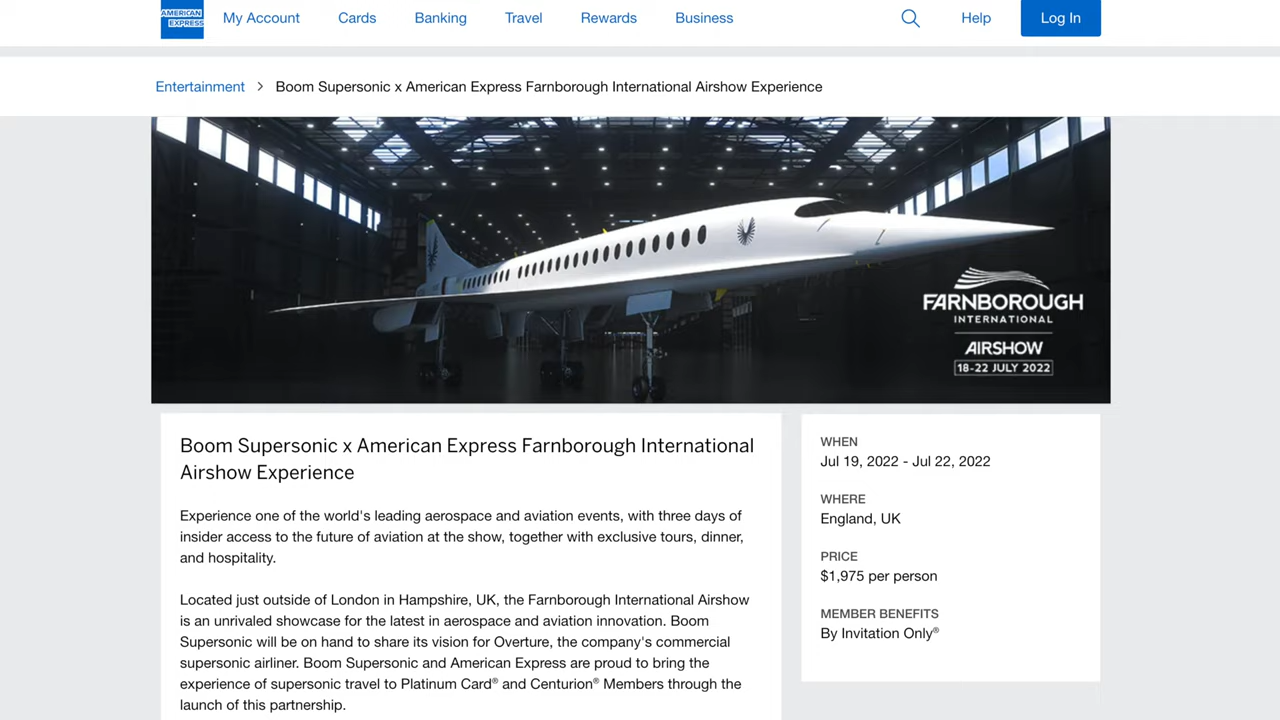 AMERICAN
EXPRESS
My Account Cards Banking Travel Rewards Business Help Log In
Entertainment > Boom Supersonic x American Express Farnborough International Airshow Experience
FARNBOROUGH
INTERNATIONAL
AIRSHOW
18-22 JULY 2022
Boom Supersonic x American Express Farnborough International
Airshow Experience
Experience one of the world's leading aerospace and aviation events, with three days of
insider access to the future of aviation at the show, together with exclusive tours, dinner,
and hospitality.
Located just outside of London in Hampshire, UK, the Farnborough International Airshow
is an unrivaled showcase for the latest in aerospace and aviation innovation. Boom
Supersonic will be on hand to share its vision for Overture, the company's commercial
supersonic airliner. Boom Supersonic and American Express are proud to bring the
experience of supersonic travel to Platinum Card® and Centurion® Members through the
launch of this partnership.
WHEN
Jul 19, 2022 - Jul 22, 2022
WHERE
England, UK
PRICE
$1,975 per person
MEMBER BENEFITS
By Invitation Only®